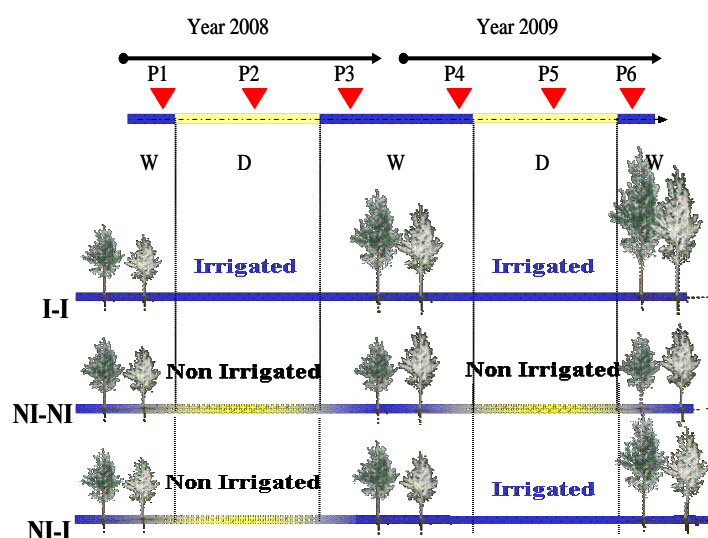 Year 2008 Year 2009
P1 P2 P3 P4 P5 P6
W D W D W
Irrigated Irrigated
I-I
Non Irrigated Non Irrigated
NI-NI
Non Irrigated Irrigated
NI-I